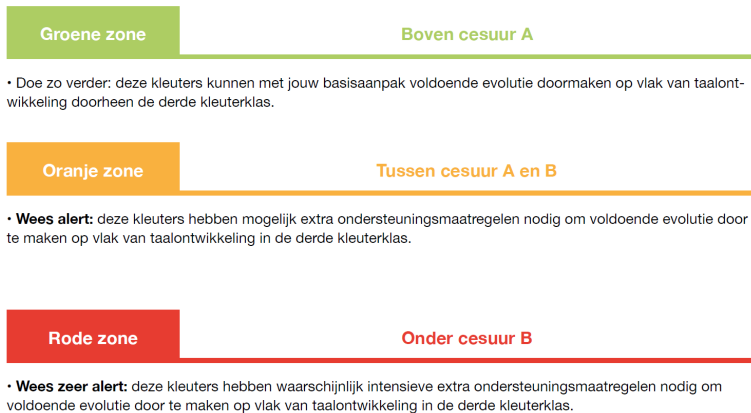 Groene zone Boven cesuur A
• Doe zo verder: deze kleuters kunnen met jouw basisaanpak voldoende evolutie doormaken op vlak van taalont-
wikkeling doorheen de derde kleuterklas.
Oranje zone Tussen cesuur A en B
• Wees alert: deze kleuters hebben mogelijk extra ondersteuningsmaatregelen nodig om voldoende evolutie door
te maken op vlak van taalontwikkeling in de derde kleuterklas.
Rode zone Onder cesuur B
• Wees zeer alert: deze kleuters hebben waarschijnlijk intensieve extra ondersteuningsmaatregelen nodig om
voldoende evolutie door te maken op vlak van taalontwikkeling in de derde kleuterklas.